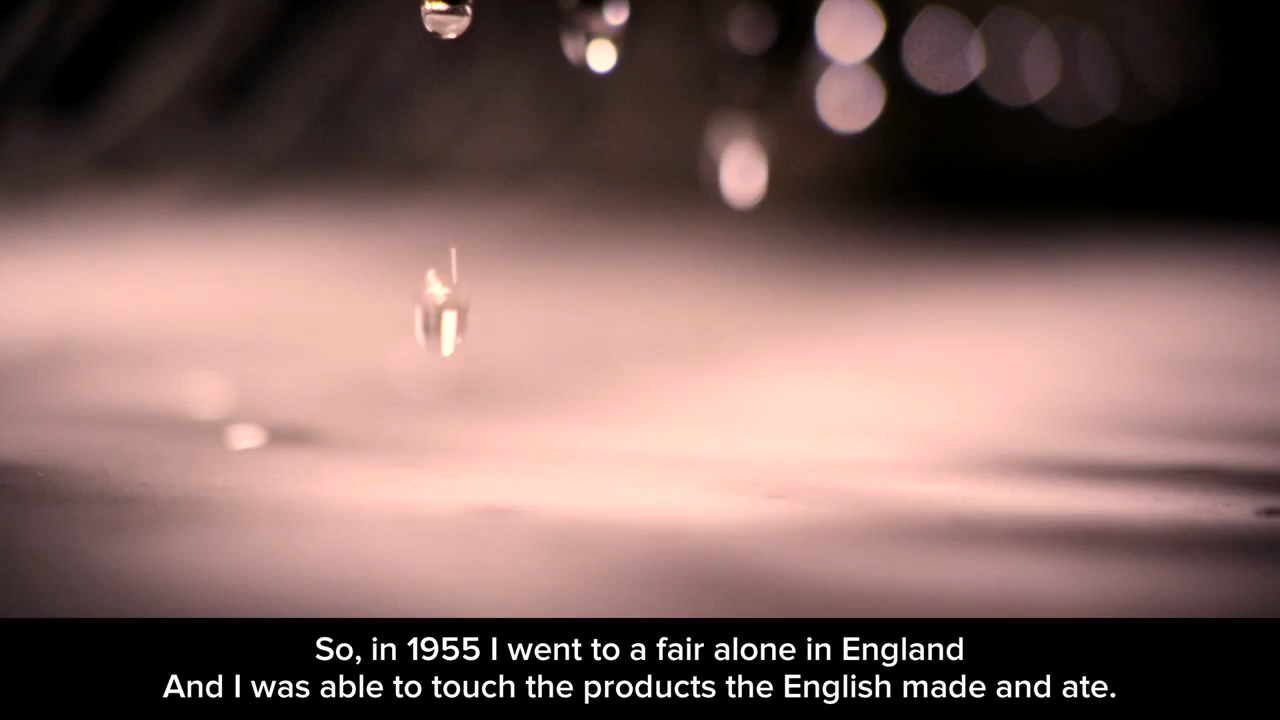 So, in 1955 I went to a fair alone in England
And I was able to touch the products the English made and ate.